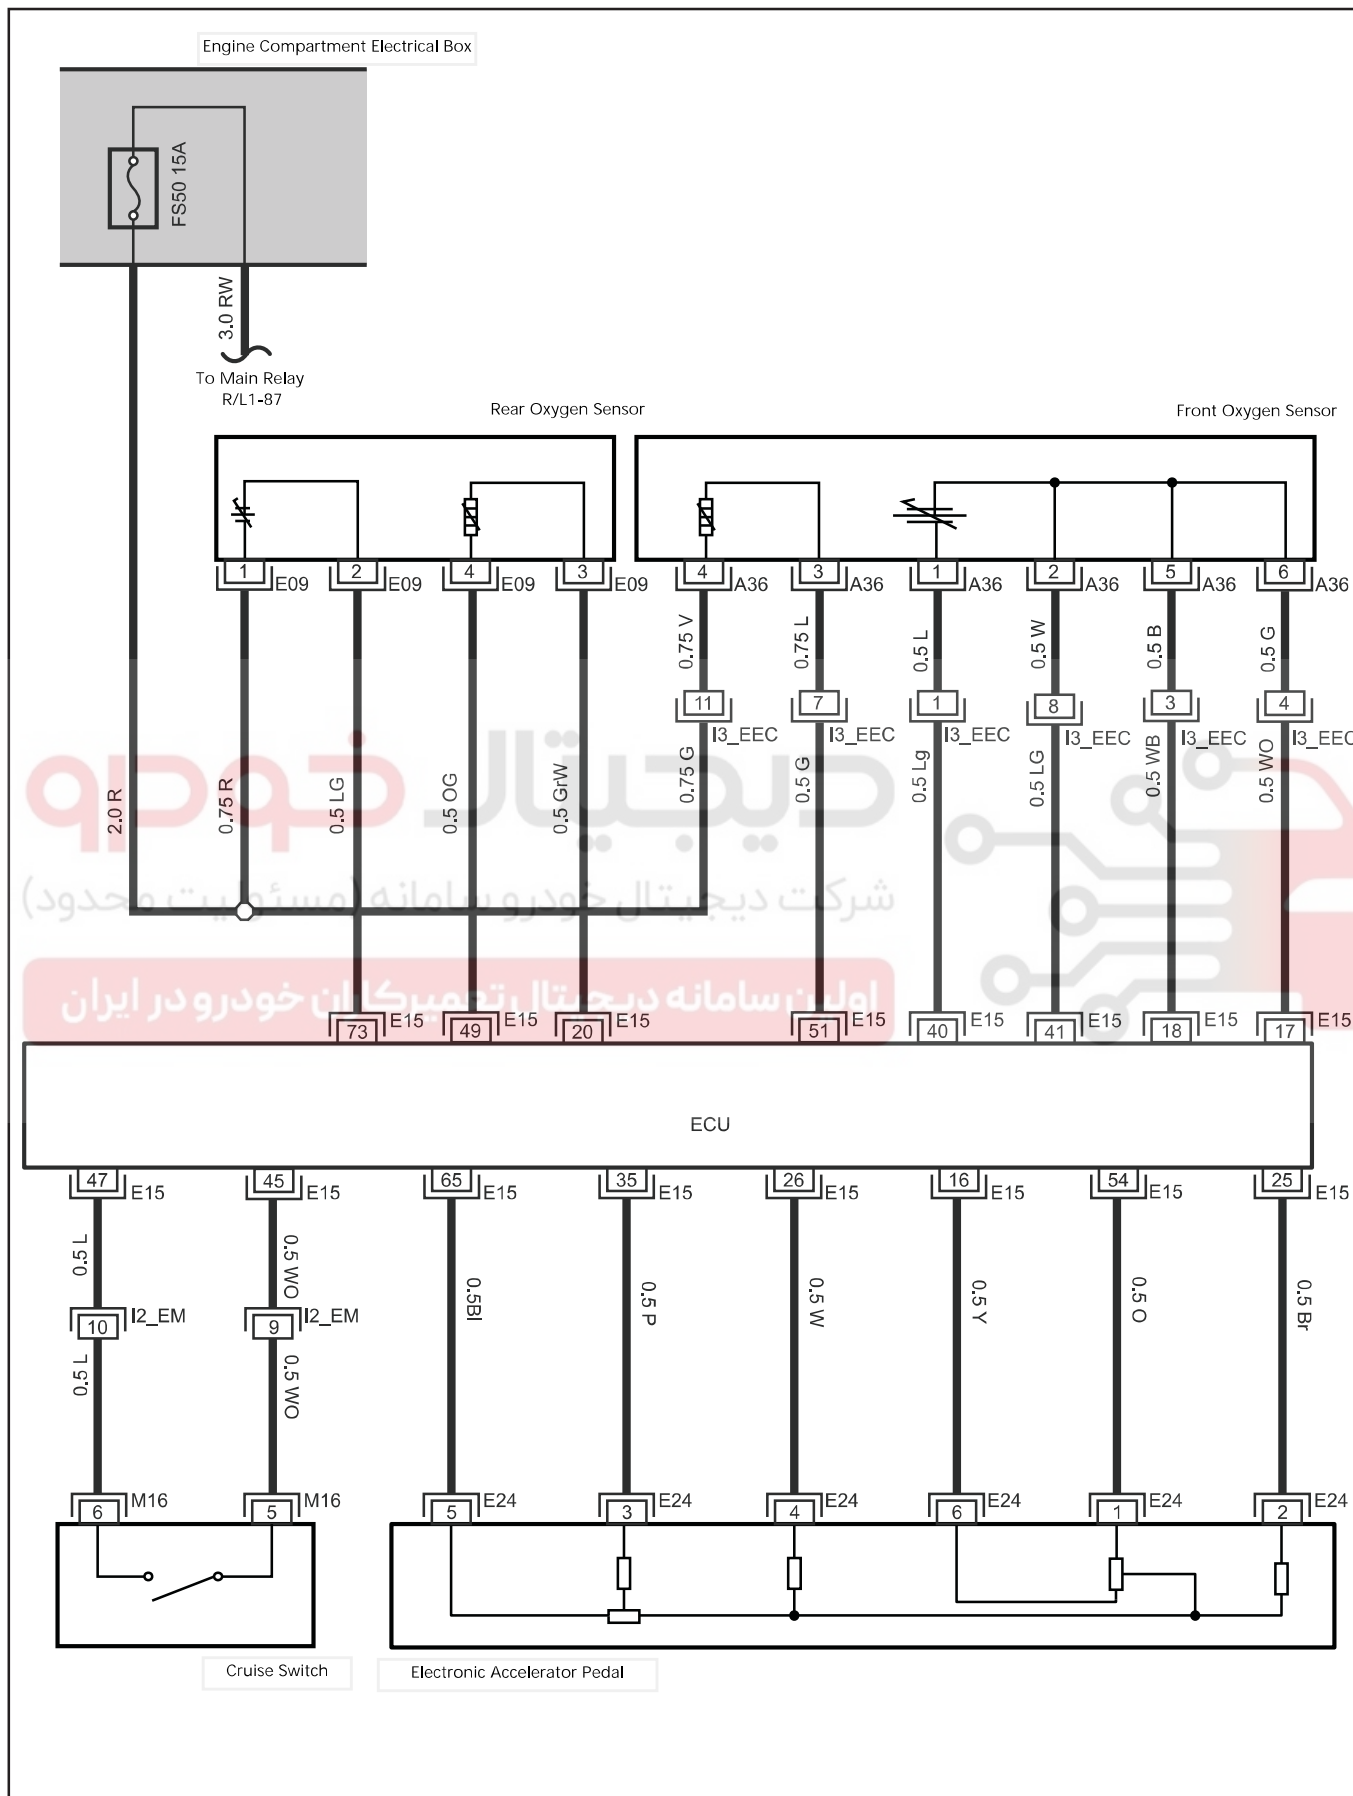 Engine Compartment Electrical Box
FS50 15A
3.0 RW
To Main Relay
R/L1-87
Rear Oxygen Sensor
Front Oxygen Sensor
1 E09
2 E09
4 E09
3 E09
4 A36
3 A36
1 A36
2 A36
5 A36
6 A36
0.75 V
0.75 L
0.5 L
0.5 W
0.5 B
0.5 G
11 I3_EEC
7 I3_EEC
1 I3_EEC
8 I3_EEC
3 I3_EEC
4 I3_EEC
2.0 R
0.75 R
0.5 LG
0.5 OG
0.5 GrW
0.75 G
0.5 G
0.5 Lg
0.5 LG
0.5 WB
0.5 WO
دیجیتال خودرو
شرکت دیجیتال خودرو سامانه (مسئولیت محدود)
اولین سامانه دیجیتال تعمیرکاران خودرو در ایران
73 E15
49 E15
20 E15
51 E15
40 E15
41 E15
18 E15
17 E15
ECU
47 E15
45 E15
65 E15
35 E15
26 E15
16 E15
54 E15
25 E15
0.5 L
0.5 WO
0.5Bl
0.5 P
0.5 W
0.5 Y
0.5 O
0.5 Br
10 I2_EM
9 I2_EM
0.5 L
0.5 WO
6 M16
5 M16
5 E24
3 E24
4 E24
6 E24
1 E24
2 E24
Cruise Switch
Electronic Accelerator Pedal